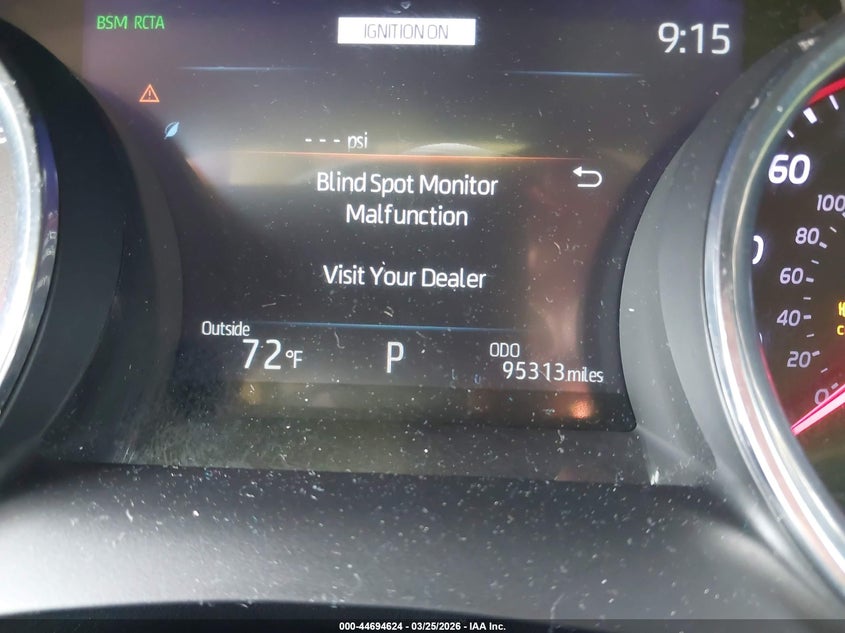 BSM RCTA
IGNITION ON
9:15
- - - psi
Blind Spot Monitor
Malfunction
Visit Your Dealer
Outside
72°F
P
ODO
95313 miles
60
100
80
60
40
20
0
000-44694624 - 03/25/2026 - IAA Inc.